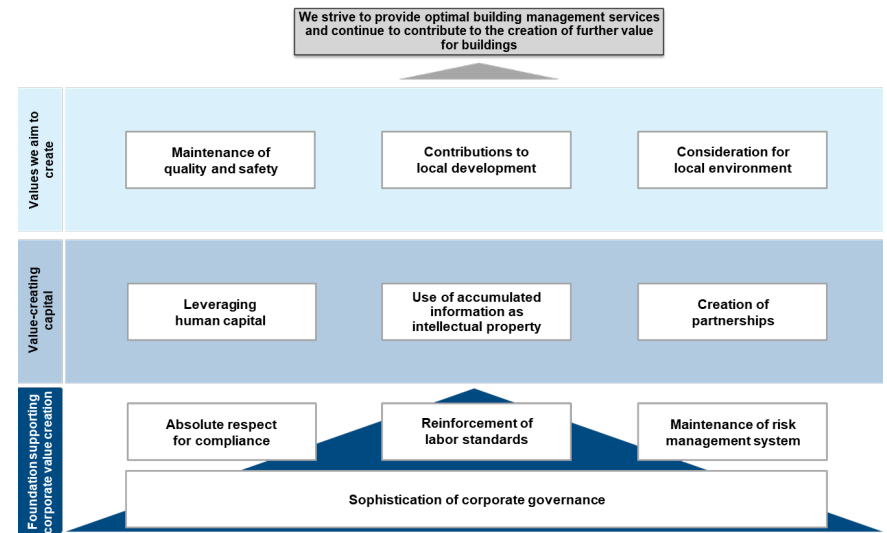 We strive to provide optimal building management services
and continue to contribute to the creation of further value
for buildings
Values we aim to
create
Maintenance of
quality and safety
Contributions to
local development
Consideration for
local environment
Value-creating
capital
Leveraging
human capital
Use of accumulated
information as
intellectual property
Creation of
partnerships
Foundation supporting
corporate value creation
Absolute respect
for compliance
Reinforcement of
labor standards
Maintenance of risk
management system
Sophistication of corporate governance